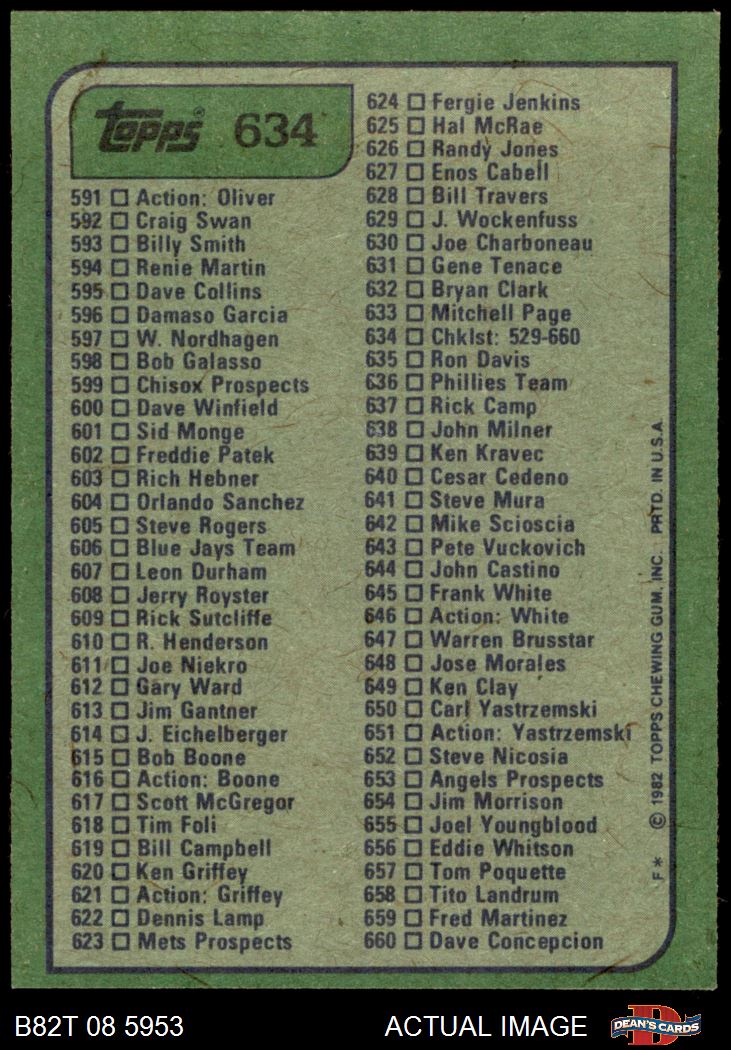 Topps® 634
591 Action: Oliver
592 Craig Swan
593 Billy Smith
594 Renie Martin
595 Dave Collins
596 Damaso Garcia
597 W. Nordhagen
598 Bob Galasso
599 Chisox Prospects
600 Dave Winfield
601 Sid Monge
602 Freddie Patek
603 Rich Hebner
604 Orlando Sanchez
605 Steve Rogers
606 Blue Jays Team
607 Leon Durham
608 Jerry Royster
609 Rick Sutcliffe
610 R. Henderson
611 Joe Niekro
612 Gary Ward
613 Jim Gantner
614 J. Eichelberger
615 Bob Boone
616 Action: Boone
617 Scott McGregor
618 Tim Foli
619 Bill Campbell
620 Ken Griffey
621 Action: Griffey
622 Dennis Lamp
623 Mets Prospects
624 Fergie Jenkins
625 Hal McRae
626 Randy Jones
627 Enos Cabell
628 Bill Travers
629 J. Wockenfuss
630 Joe Charboneau
631 Gene Tenace
632 Bryan Clark
633 Mitchell Page
634 Chklst: 529-660
635 Ron Davis
636 Phillies Team
637 Rick Camp
638 John Milner
639 Ken Kravec
640 Cesar Cedeno
641 Steve Mura
642 Mike Scioscia
643 Pete Vuckovich
644 John Castino
645 Frank White
646 Action: White
647 Warren Brusstar
648 Jose Morales
649 Ken Clay
650 Carl Yastrzemski
651 Action: Yastrzemski
652 Steve Nicosia
653 Angels Prospects
654 Jim Morrison
655 Joel Youngblood
656 Eddie Whitson
657 Tom Poquette
658 Tito Landrum
659 Fred Martinez
660 Dave Concepcion
F* © 1982 TOPPS CHEWING GUM, INC. PRTD. IN U.S.A.
B82T 08 5953
ACTUAL IMAGE
D
DEAN'S CARDS